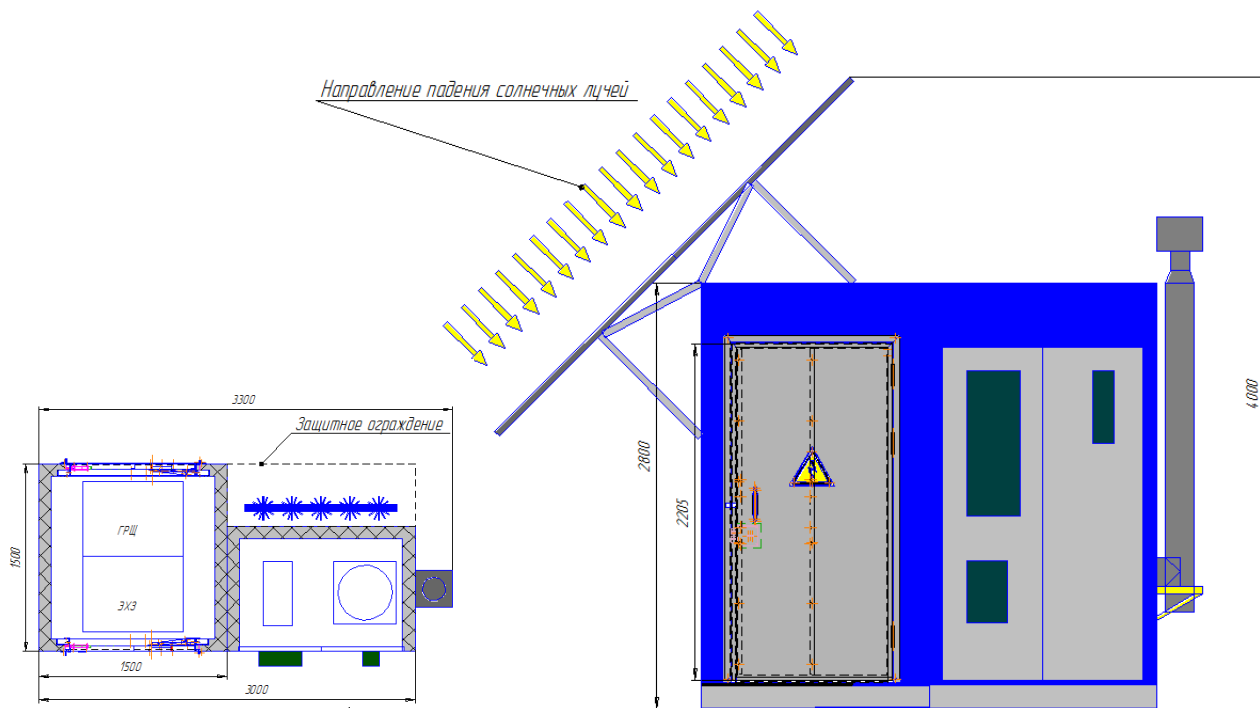 Направление падения солнечных лучей
3300
Защитное ограждение
1500
ГРЩ
ЭХЗ
1500
3000
2800
2205
4000